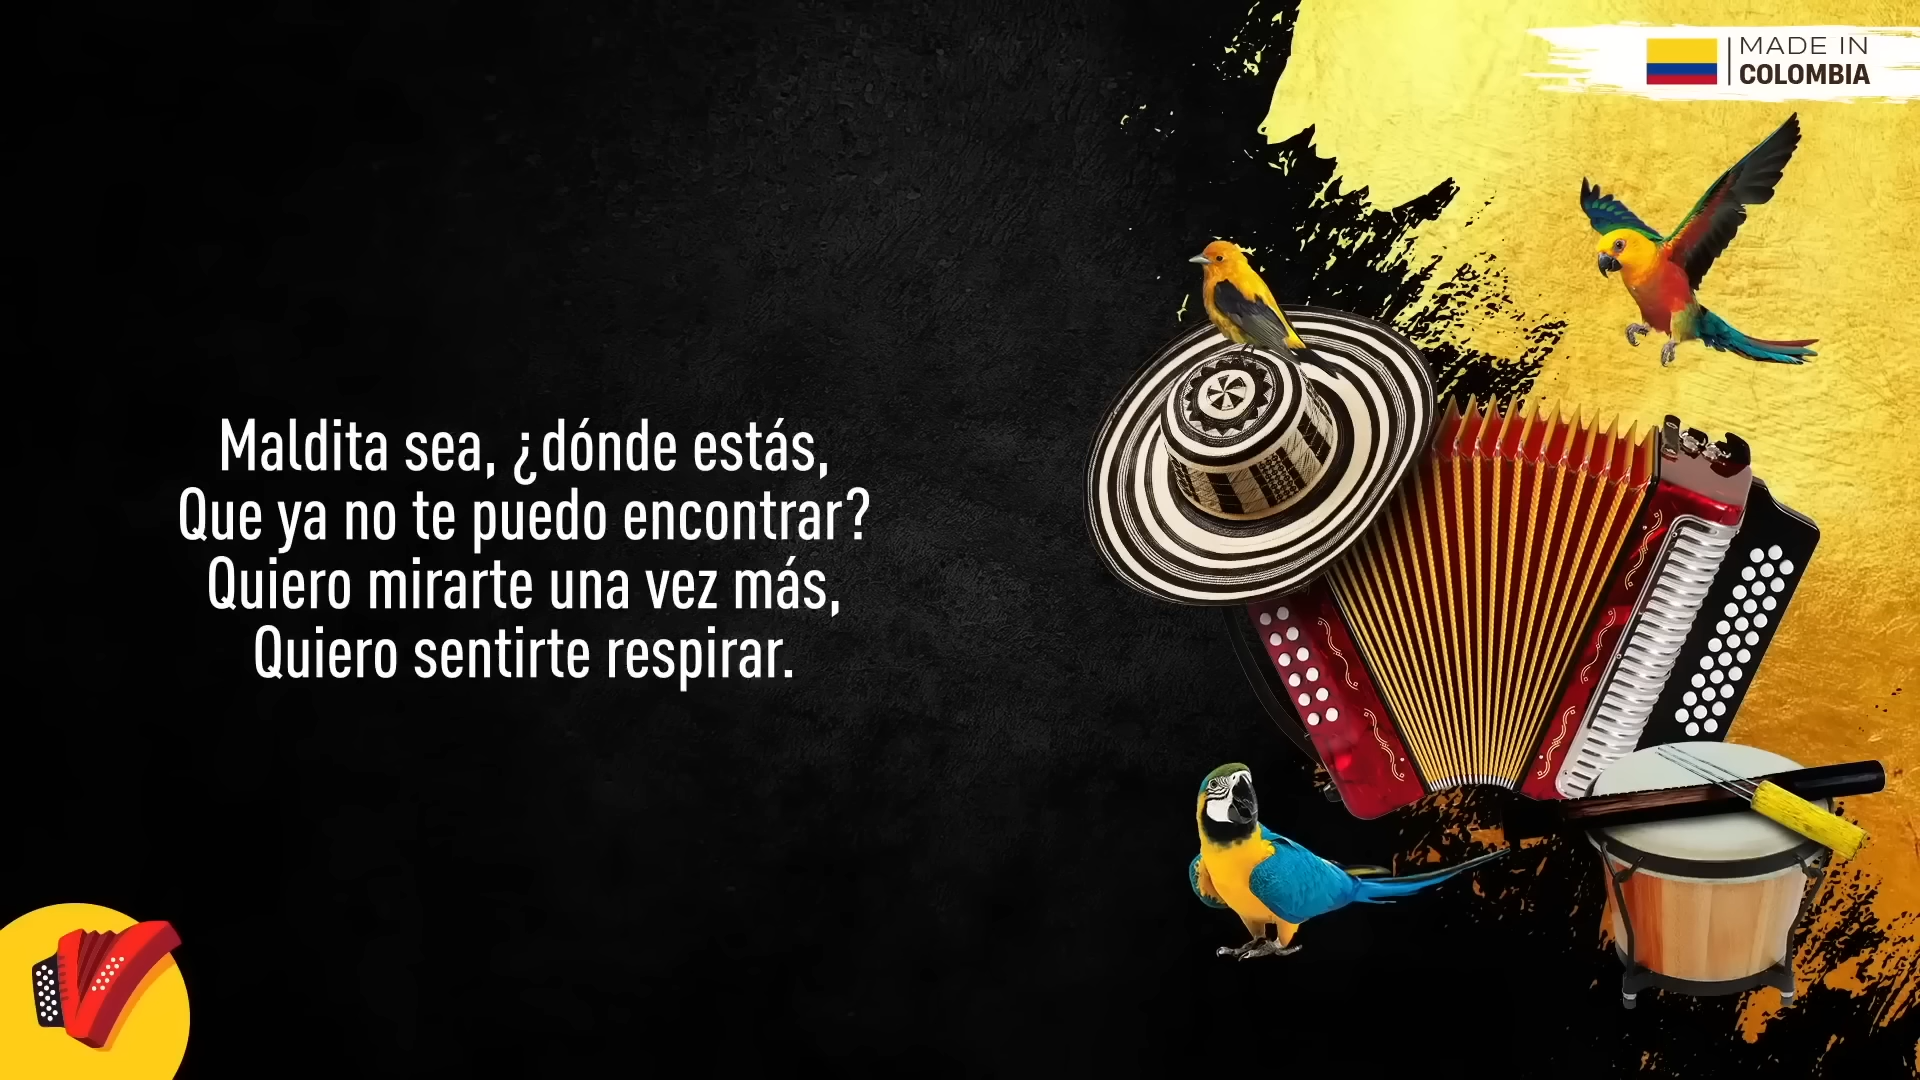 MADE IN
COLOMBIA
Maldita sea, ¿dónde estás,
Que ya no te puedo encontrar?
Quiero mirarte una vez más,
Quiero sentirte respirar.